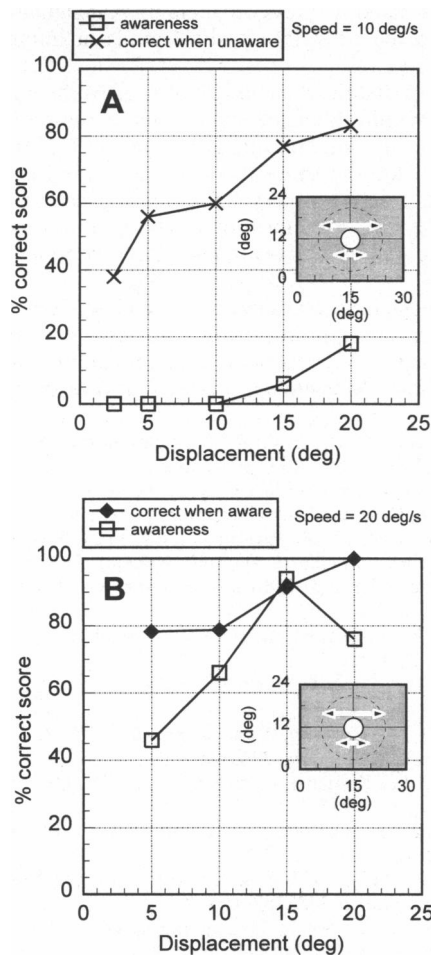 awareness
correct when unaware
Speed = 10 deg/s
A
% correct score
100
80
60
40
20
0
0 5 10 15 20 25
Displacement (deg)
24
12
0
(deg)
0 15 30
(deg)
correct when aware
awareness
Speed = 20 deg/s
B
% correct score
100
80
60
40
20
0
0 5 10 15 20 25
Displacement (deg)
24
12
0
(deg)
0 15 30
(deg)